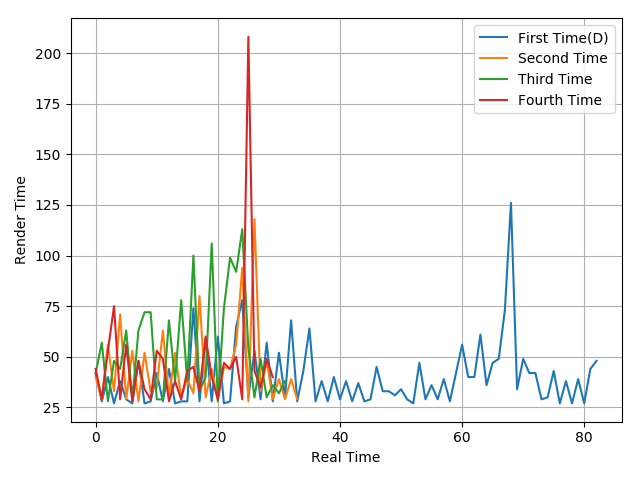 First Time(D)
Second Time
Third Time
Fourth Time
200
175
150
125
100
75
50
25
Render Time
0 20 40 60 80
Real Time